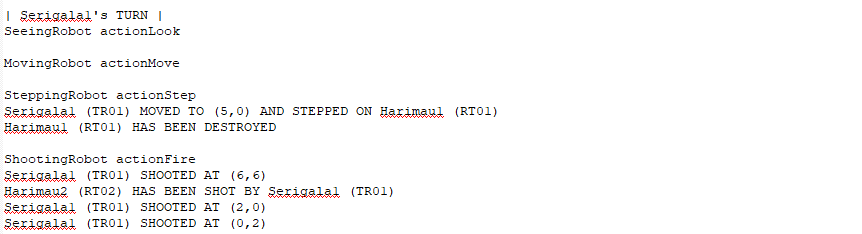 | Serigala1's TURN |
SeeingRobot actionLook
MovingRobot actionMove
SteppingRobot actionStep
Serigala1 (TR01) MOVED TO (5,0) AND STEPPED ON Harimau1 (RT01)
Harimau1 (RT01) HAS BEEN DESTROYED
ShootingRobot actionFire
Serigala1 (TR01) SHOOTED AT (6,6)
Harimau2 (RT02) HAS BEEN SHOT BY Serigala1 (TR01)
Serigala1 (TR01) SHOOTED AT (2,0)
Serigala1 (TR01) SHOOTED AT (0,2)